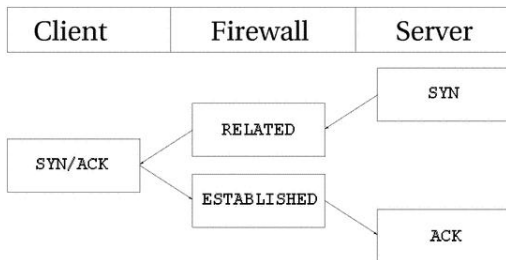 Client Firewall Server
SYN
RELATED
SYN/ACK
ESTABLISHED
ACK